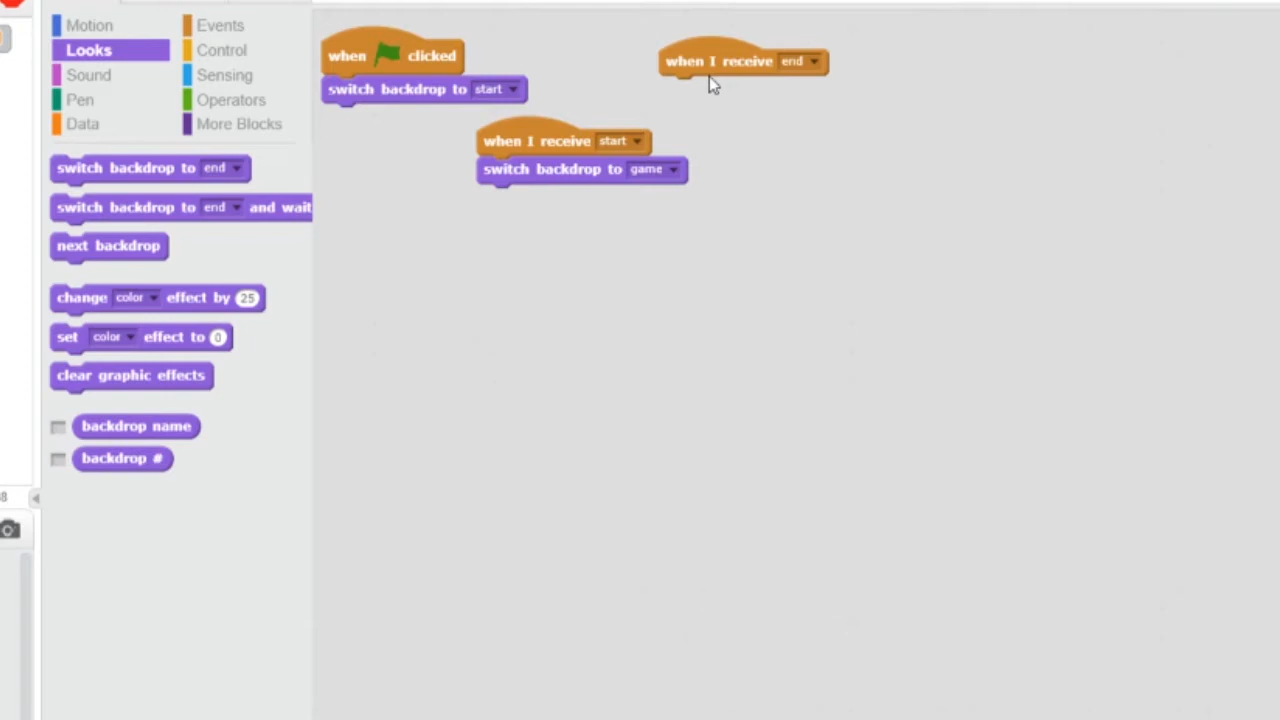 Motion
Events
Looks
Control
Sound
Sensing
Pen
Operators
Data
More Blocks
switch backdrop to end
switch backdrop to end and wait
next backdrop
change color effect by 25
set color effect to 0
clear graphic effects
backdrop name
backdrop #
when clicked
switch backdrop to start
when I receive start
switch backdrop to game
when I receive end